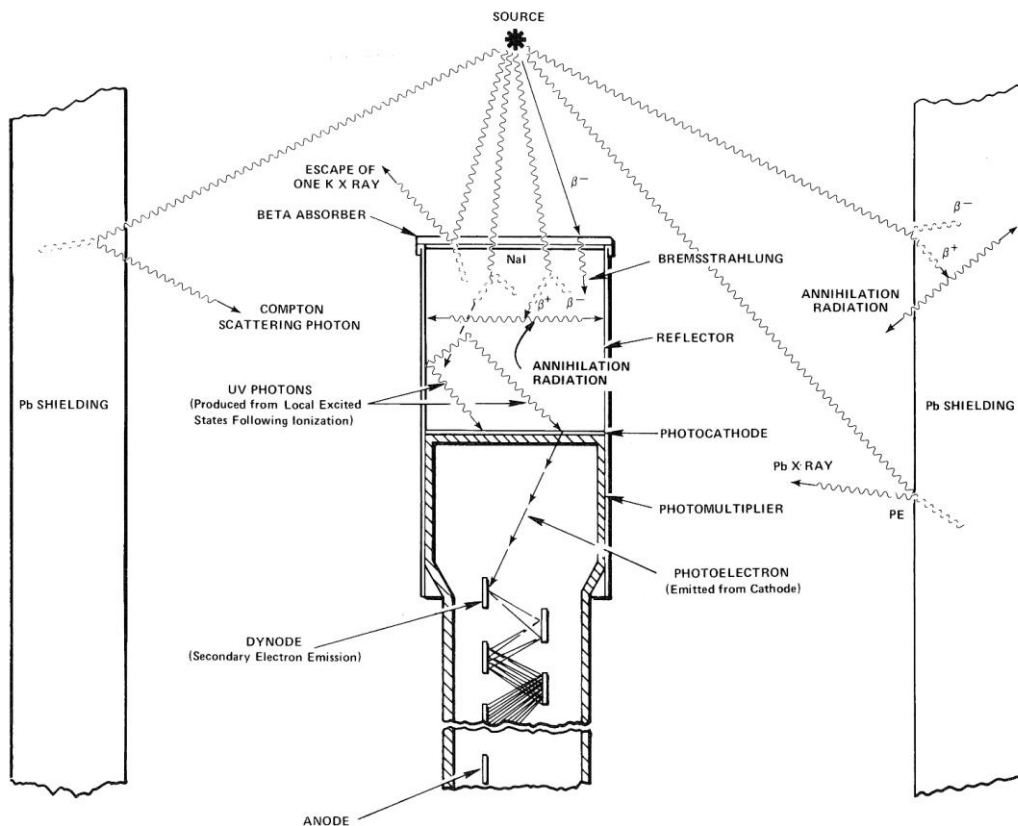 SOURCE
ESCAPE OF
ONE K X RAY
BETA ABSORBER
β−
NaI
BREMSSTRAHLUNG
β−
β+
ANNIHILATION
RADIATION
COMPTON
SCATTERING PHOTON
β+
β−
REFLECTOR
ANNIHILATION
RADIATION
UV PHOTONS
(Produced from Local Excited
States Following Ionization)
Pb SHIELDING
Pb SHIELDING
PHOTOCATHODE
Pb X-RAY
PE
PHOTOMULTIPLIER
PHOTOELECTRON
(Emitted from Cathode)
DYNODE
(Secondary Electron Emission)
ANODE